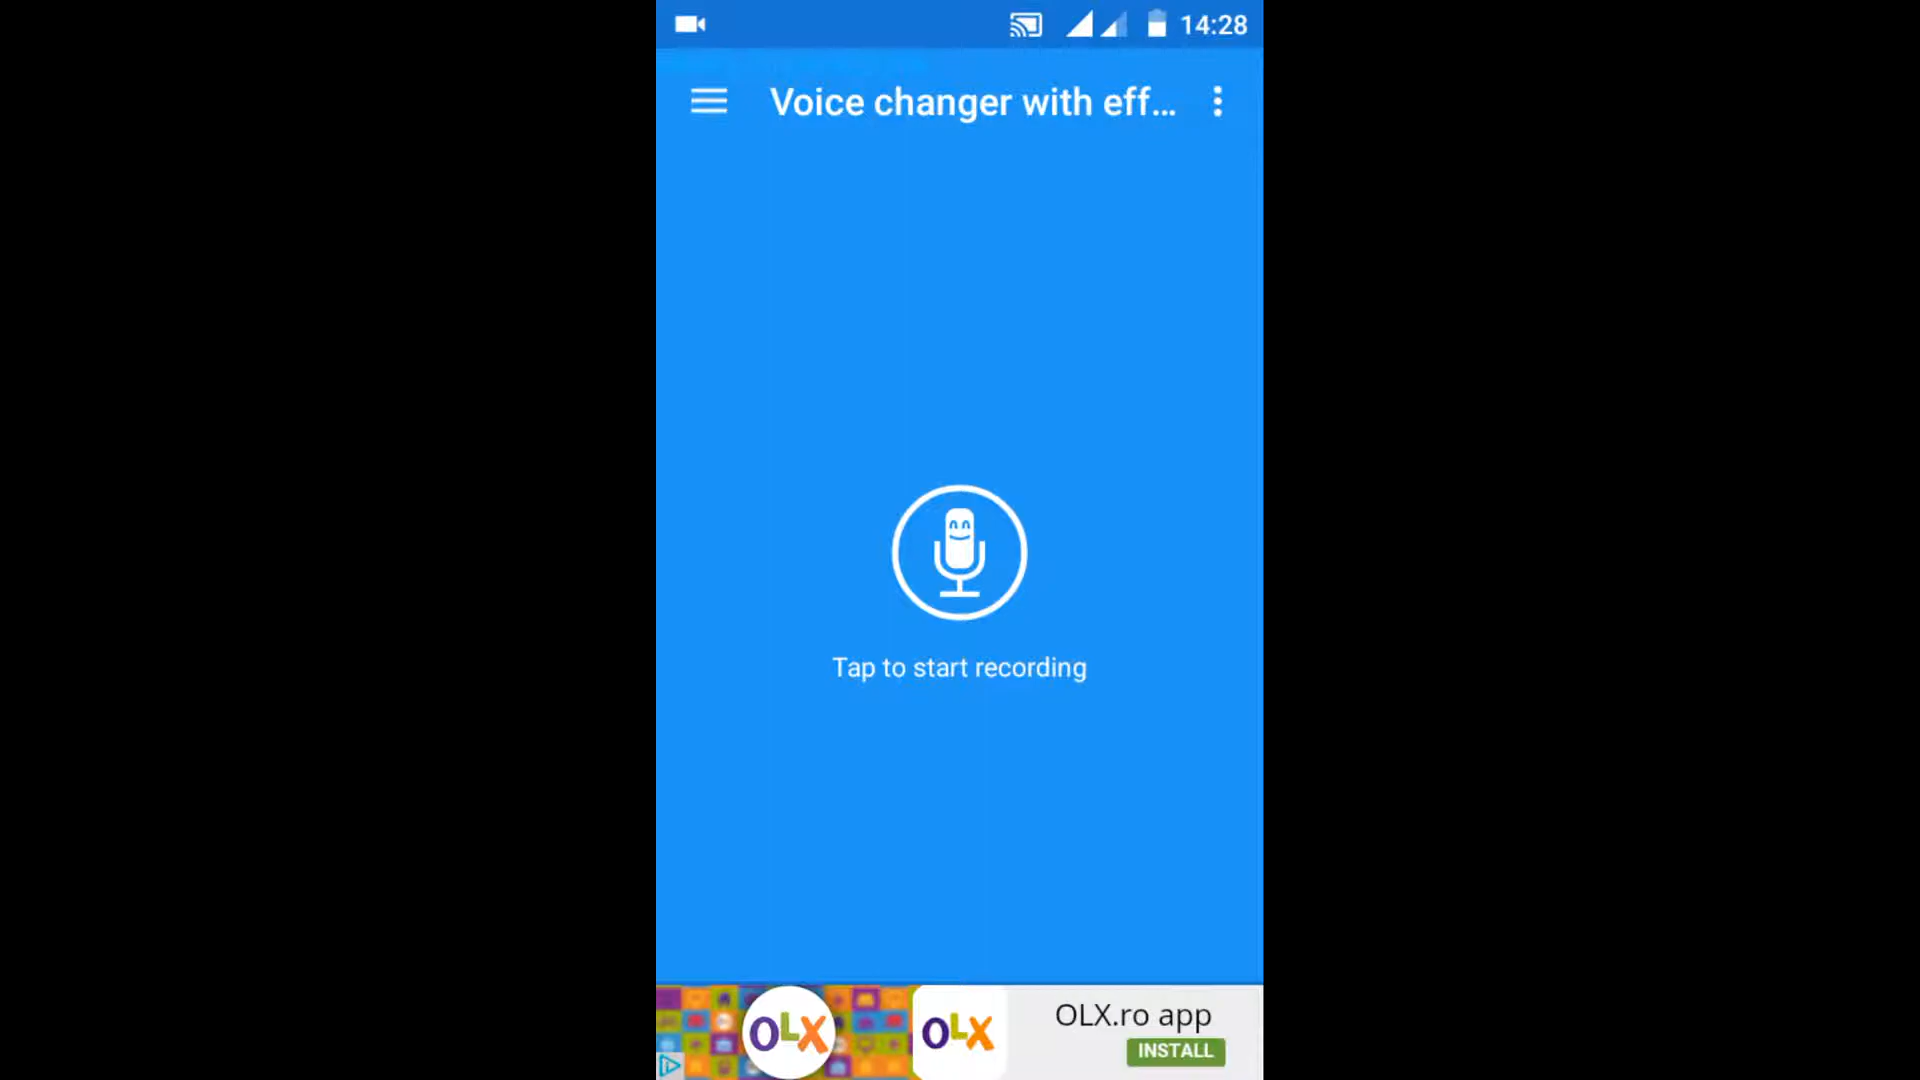 14:28
Voice changer with eff...
Tap to start recording
OLX
OLX
OLX.ro app
INSTALL